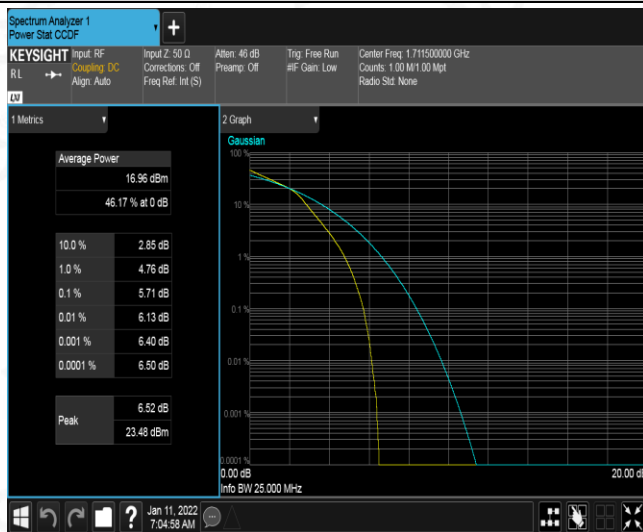 Spectrum Analyzer 1
Power Stat CCDF
+
KEYSIGHT
RL
LXI
Input: RF
Coupling: DC
Align: Auto
Input Z: 50 Ω
Corrections: Off
Freq Ref: Int (S)
Atten: 46 dB
Preamp: Off
Trig: Free Run
#IF Gain: Low
Center Freq: 1.711500000 GHz
Counts: 1.00 M/1.00 Mpt
Radio Std: None
1 Metrics
Average Power
16.96 dBm
46.17 % at 0 dB
10.0 % 2.85 dB
1.0 % 4.76 dB
0.1 % 5.71 dB
0.01 % 6.13 dB
0.001 % 6.40 dB
0.0001 % 6.50 dB
Peak
6.52 dB
23.48 dBm
2 Graph
Gaussian
100 %
10 %
1 %
0.1 %
0.01 %
0.001 %
0.0001 %
0.00 dB
20.00 dB
Info BW 25.000 MHz
?
Jan 11, 2022
7:04:58 AM